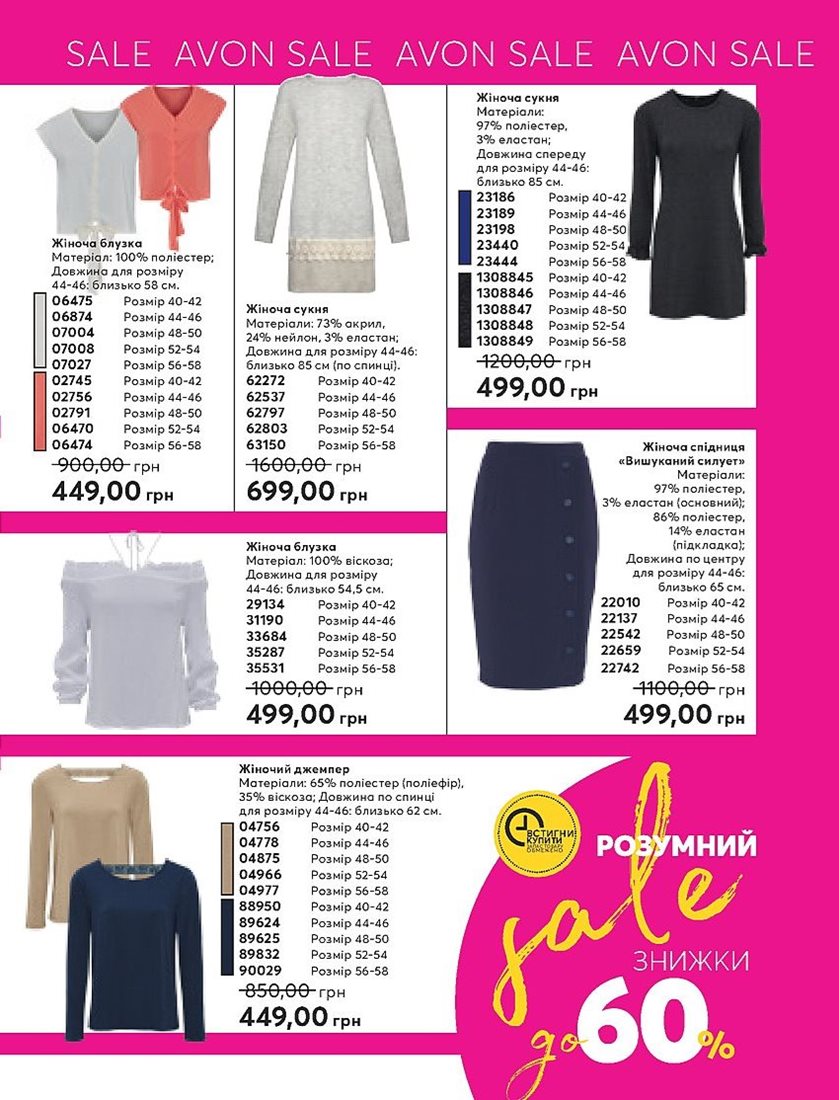 SALE AVON SALE AVON SALE AVON SALE
Жіноча блузка
Матеріал: 100% поліестер;
Довжина для розміру
44-46: близько 58 см.
06475 Розмір 40-42
06874 Розмір 44-46
07004 Розмір 48-50
07008 Розмір 52-54
07027 Розмір 56-58
02745 Розмір 40-42
02756 Розмір 44-46
02791 Розмір 48-50
06470 Розмір 52-54
06474 Розмір 56-58
900,00 грн
449,00 грн
Жіноча сукня
Матеріали: 73% акрил,
24% нейлон, 3% еластан;
Довжина для розміру 44-46:
близько 85 см (по спинці).
62272 Розмір 40-42
62537 Розмір 44-46
62797 Розмір 48-50
62803 Розмір 52-54
63150 Розмір 56-58
1600,00 грн
699,00 грн
Жіноча сукня
Матеріали:
97% поліестер,
3% еластан;
Довжина спереду
для розміру 44-46:
близько 85 см.
23186 Розмір 40-42
23189 Розмір 44-46
23198 Розмір 48-50
23440 Розмір 52-54
23444 Розмір 56-58
1308845 Розмір 40-42
1308846 Розмір 44-46
1308847 Розмір 48-50
1308848 Розмір 52-54
1308849 Розмір 56-58
1200,00 грн
499,00 грн
Жіноча блузка
Матеріал: 100% віскоза;
Довжина для розміру
44-46: близько 54,5 см.
29134 Розмір 40-42
31190 Розмір 44-46
33684 Розмір 48-50
35287 Розмір 52-54
35531 Розмір 56-58
1000,00 грн
499,00 грн
Жіноча спідниця
«Вишуканий силует»
Матеріали:
97% поліестер,
3% еластан (основний);
86% поліестер,
14% еластан
(підкладка);
Довжина по центру
для розміру 44-46:
близько 65 см.
22010 Розмір 40-42
22137 Розмір 44-46
22542 Розмір 48-50
22659 Розмір 52-54
22742 Розмір 56-58
1100,00 грн
499,00 грн
Жіночий джемпер
Матеріали: 65% поліестер (поліефір),
35% віскоза; Довжина по спинці
для розміру 44-46: близько 62 см.
04756 Розмір 40-42
04778 Розмір 44-46
04875 Розмір 48-50
04966 Розмір 52-54
04977 Розмір 56-58
88950 Розмір 40-42
89624 Розмір 44-46
89625 Розмір 48-50
89832 Розмір 52-54
90029 Розмір 56-58
850,00 грн
449,00 грн
ВСТИГНИ
КУПИТИ
ОБМЕЖЕНО
РОЗУМНИЙ
sale
ЗНИЖКИ
до 60%